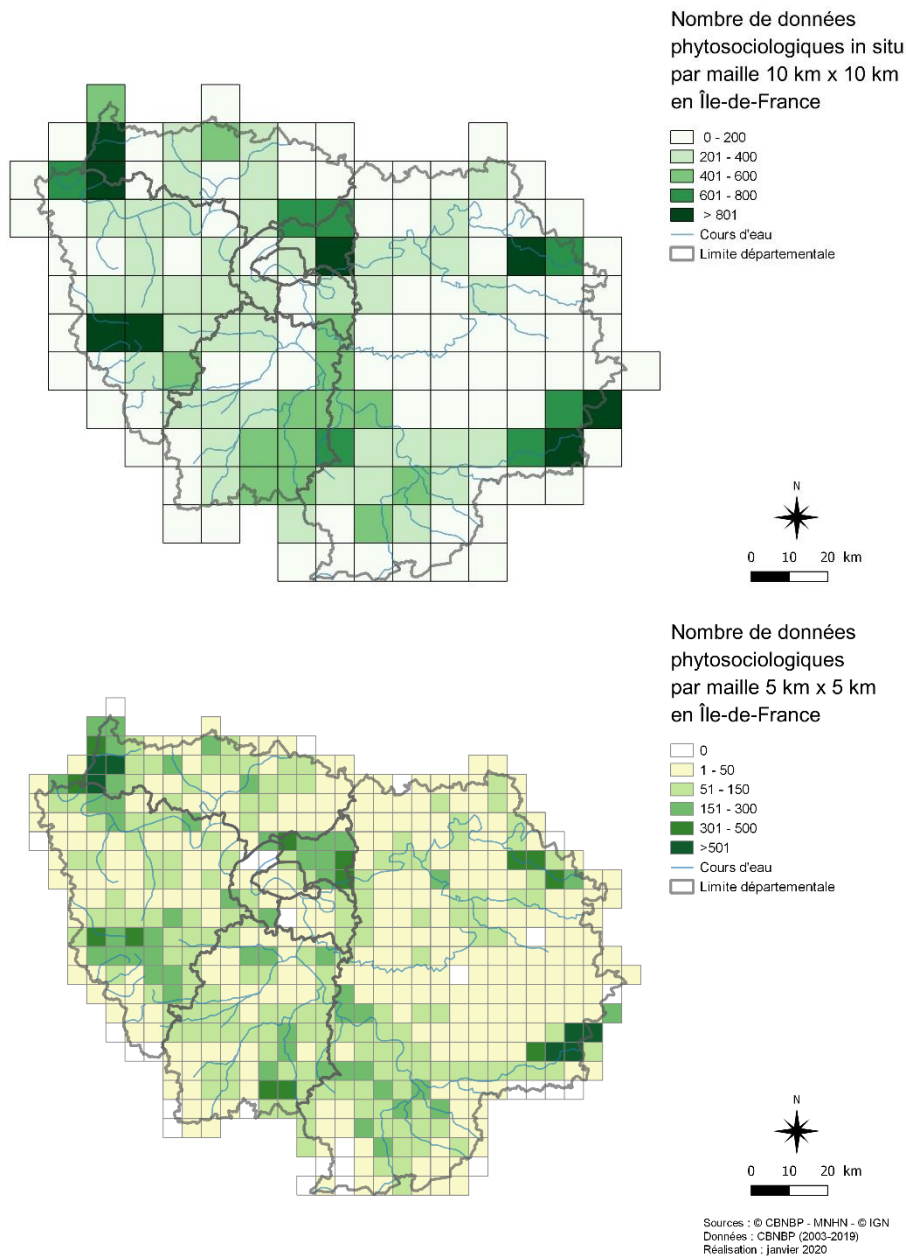 Nombre de données
phytosociologiques in situ
par maille 10 km x 10 km
en Île-de-France
0 - 200
201 - 400
401 - 600
601 - 800
> 801
Cours d'eau
Limite départementale
N
0 10 20 km
Nombre de données
phytosociologiques
par maille 5 km x 5 km
en Île-de-France
0
1 - 50
51 - 150
151 - 300
301 - 500
>501
Cours d'eau
Limite départementale
N
0 10 20 km
Sources : © CBNBP - MNHN - © IGN
Données : CBNBP (2003-2019)
Réalisation : janvier 2020